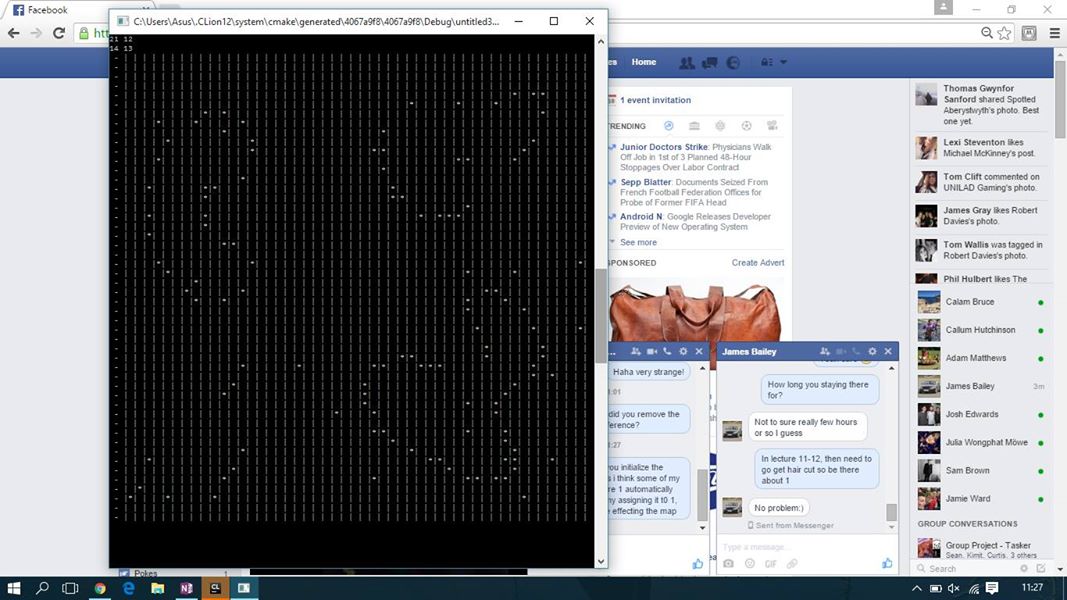 Facebook
C:\Users\Asus\.CLion12\system\cmake\generated\4067a9f8\4067a9f8\Debug\untitled3...
21 12
14 13
Home
1 event invitation
TRENDING
Junior Doctors Strike: Physicians Walk
Off Job in 1st of 3 Planned 48-Hour
Stoppages Over Labor Contract
Sepp Blatter: Documents Seized From
French Football Federation Offices for
Probe of Former FIFA Head
Android N: Google Releases Developer
Preview of New Operating System
See more
SPONSORED
Create Advert
Haha very strange!
did you remove the
you initialize the
s i think some of my
re 1 automatically
my assigning it t0 1,
effecting the map
James Bailey
How long you staying there
for?
Not to sure really few hours
or so I guess
In lecture 11-12, then need to
go get hair cut so be there
about 1
No problem:)
Sent from Messenger
Type a message...
GIF
Thomas Gwynfor
Sanford shared Spotted
Aberystwyth's photo. Best
one yet.
Lexi Steventon likes
Michael McKinney's post.
Tom Clift commented on
UNILAD Gaming's photo.
James Gray likes Robert
Davies's photo.
Tom Wallis was tagged in
Robert Davies's photo.
Phil Hulbert likes The
Calam Bruce
Callum Hutchinson
Adam Matthews
James Bailey 3m
Josh Edwards
Julia Wongphat Möwe
Sam Brown
Jamie Ward
GROUP CONVERSATIONS
Group Project - Tasker
Sean, Kimit, Curtis, 3 others
Search
Pokes 1
11:27